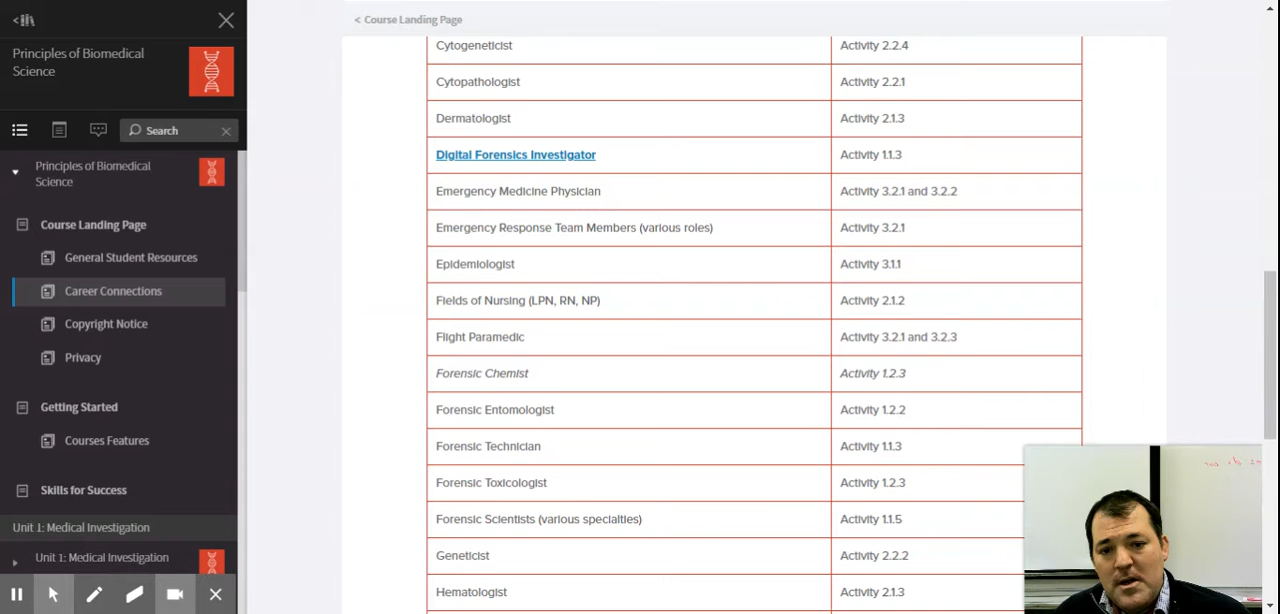 Principles of Biomedical
Science
Search
Principles of Biomedical
Science
Course Landing Page
General Student Resources
Career Connections
Copyright Notice
Privacy
Getting Started
Courses Features
Skills for Success
Unit 1: Medical Investigation
Unit 1: Medical Investigation
< Course Landing Page
Cytogeneticist Activity 2.2.4
Cytopathologist Activity 2.2.1
Dermatologist Activity 2.1.3
Digital Forensics Investigator Activity 1.1.3
Emergency Medicine Physician Activity 3.2.1 and 3.2.2
Emergency Response Team Members (various roles) Activity 3.2.1
Epidemiologist Activity 3.1.1
Fields of Nursing (LPN, RN, NP) Activity 2.1.2
Flight Paramedic Activity 3.2.1 and 3.2.3
Forensic Chemist Activity 1.2.3
Forensic Entomologist Activity 1.2.2
Forensic Technician Activity 1.1.3
Forensic Toxicologist Activity 1.2.3
Forensic Scientists (various specialties) Activity 1.1.5
Geneticist Activity 2.2.2
Hematologist Activity 2.1.3